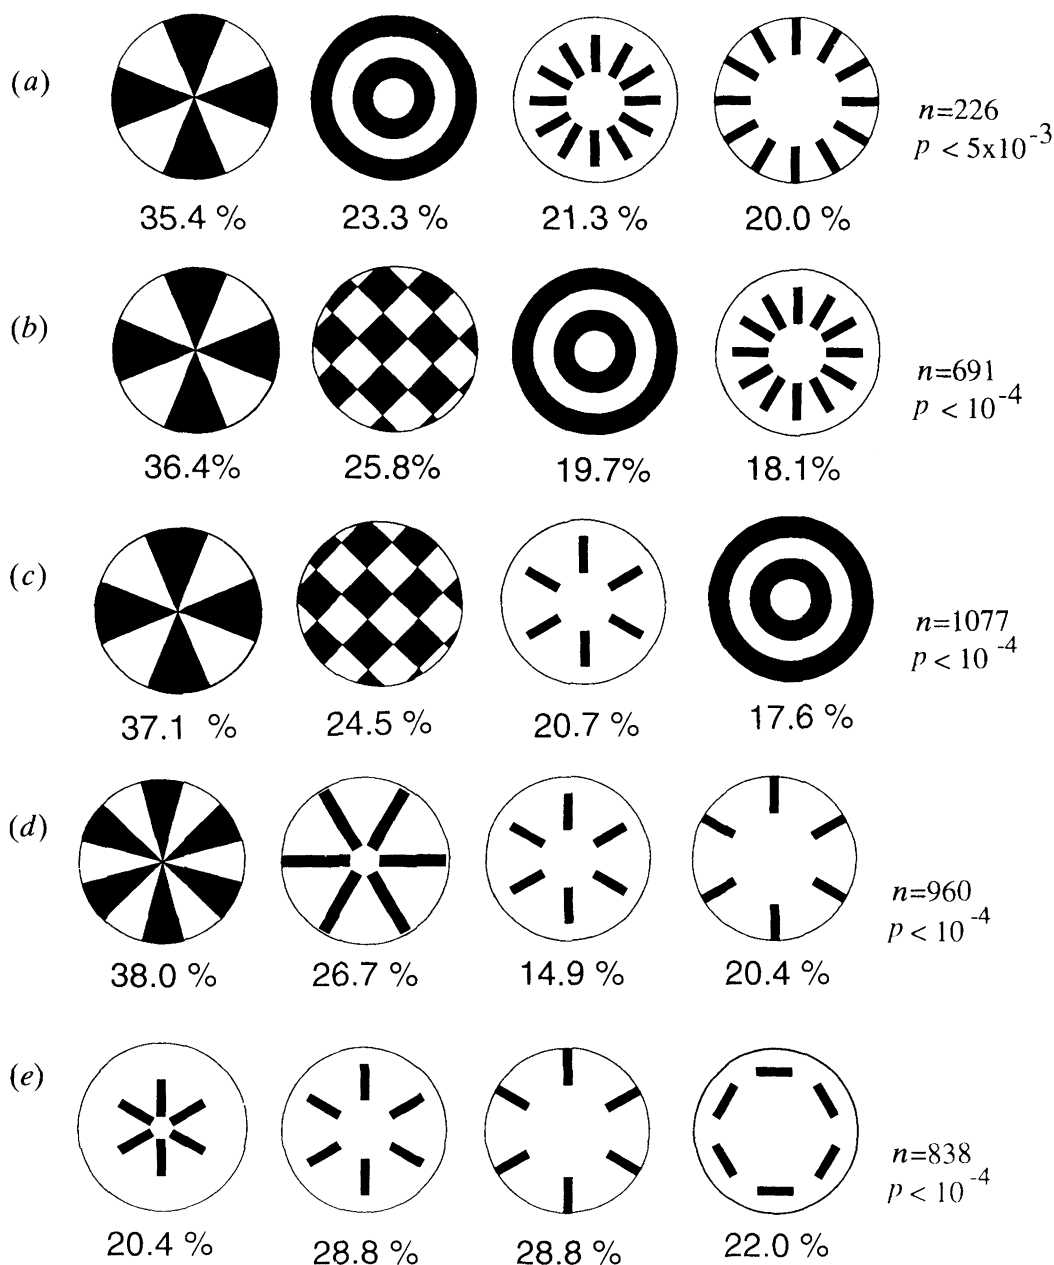 (a)
n=226
p < 5x10^-3
35.4 % 23.3 % 21.3 % 20.0 %
(b)
n=691
p < 10^-4
36.4% 25.8% 19.7% 18.1%
(c)
n=1077
p < 10^-4
37.1 % 24.5 % 20.7 % 17.6 %
(d)
n=960
p < 10^-4
38.0 % 26.7 % 14.9 % 20.4 %
(e)
n=838
p < 10^-4
20.4 % 28.8 % 28.8 % 22.0 %